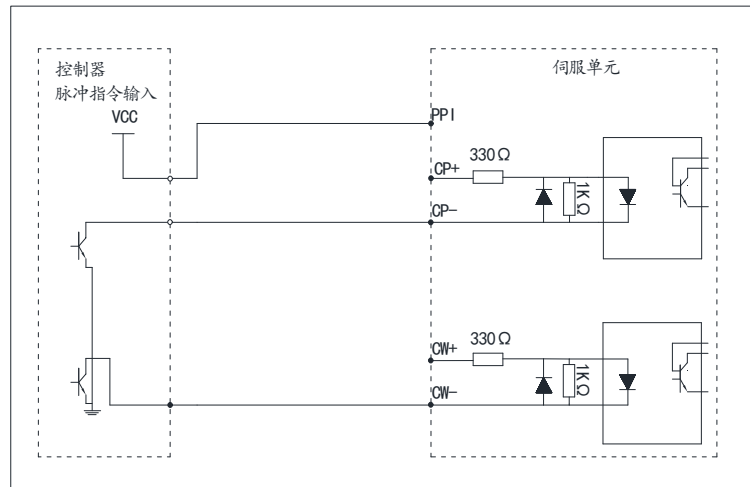 控制器
脉冲指令输入
VCC
伺服单元
PPI
CP+
330Ω
1KΩ
CP-
CW+
330Ω
1KΩ
CW-